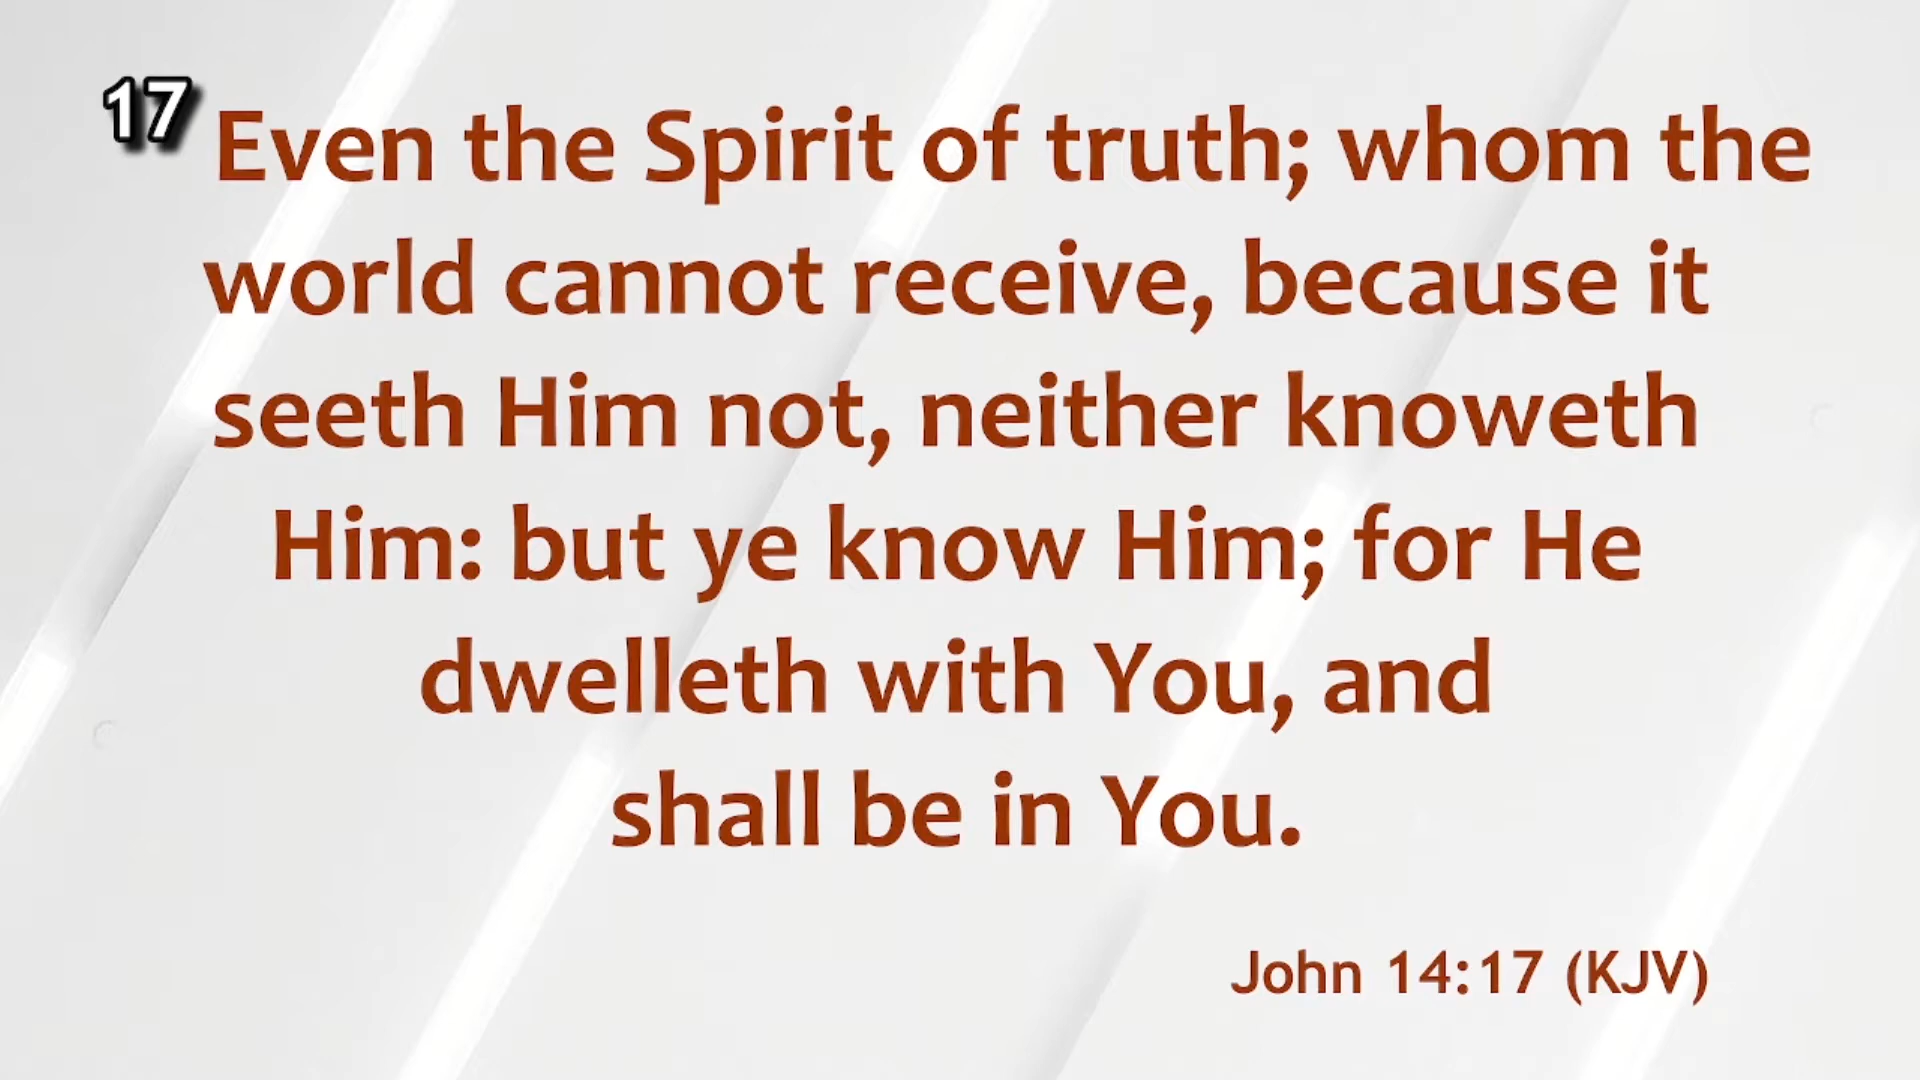 17 Even the Spirit of truth; whom the
world cannot receive, because it
seeth Him not, neither knoweth
Him: but ye know Him; for He
dwelleth with You, and
shall be in You.
John 14:17 (KJV)